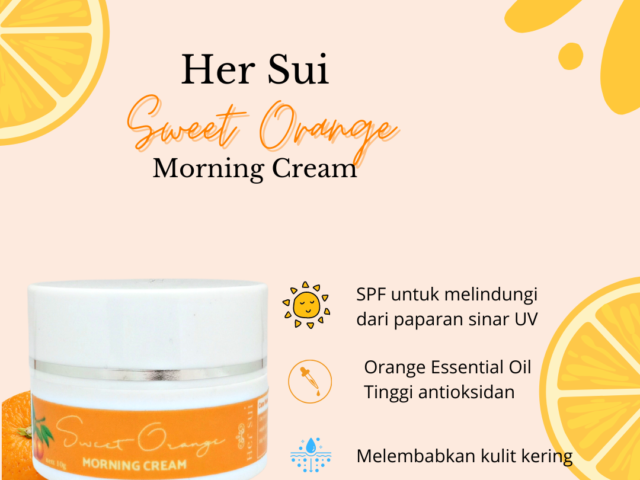 Her Sui
Sweet Orange
Morning Cream
SPF untuk melindungi
dari paparan sinar UV
Orange Essential Oil
Tinggi antioksidan
Melembabkan kulit kering
Sweet Orange
MORNING CREAM